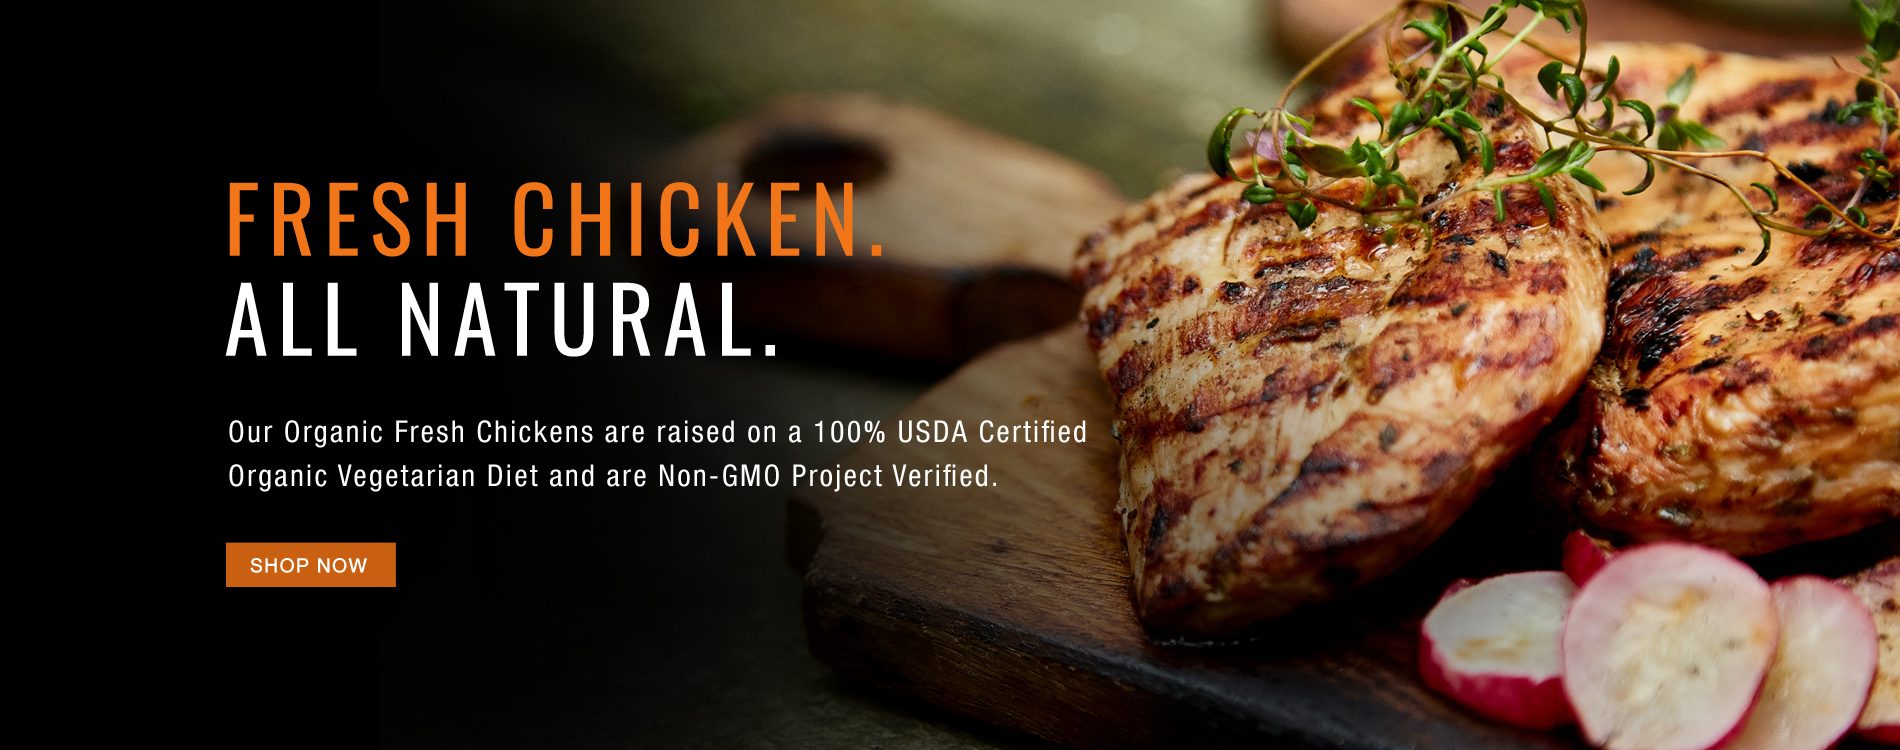 FRESH CHICKEN.
ALL NATURAL.
Our Organic Fresh Chickens are raised on a 100% USDA Certified
Organic Vegetarian Diet and are Non-GMO Project Verified.
SHOP NOW